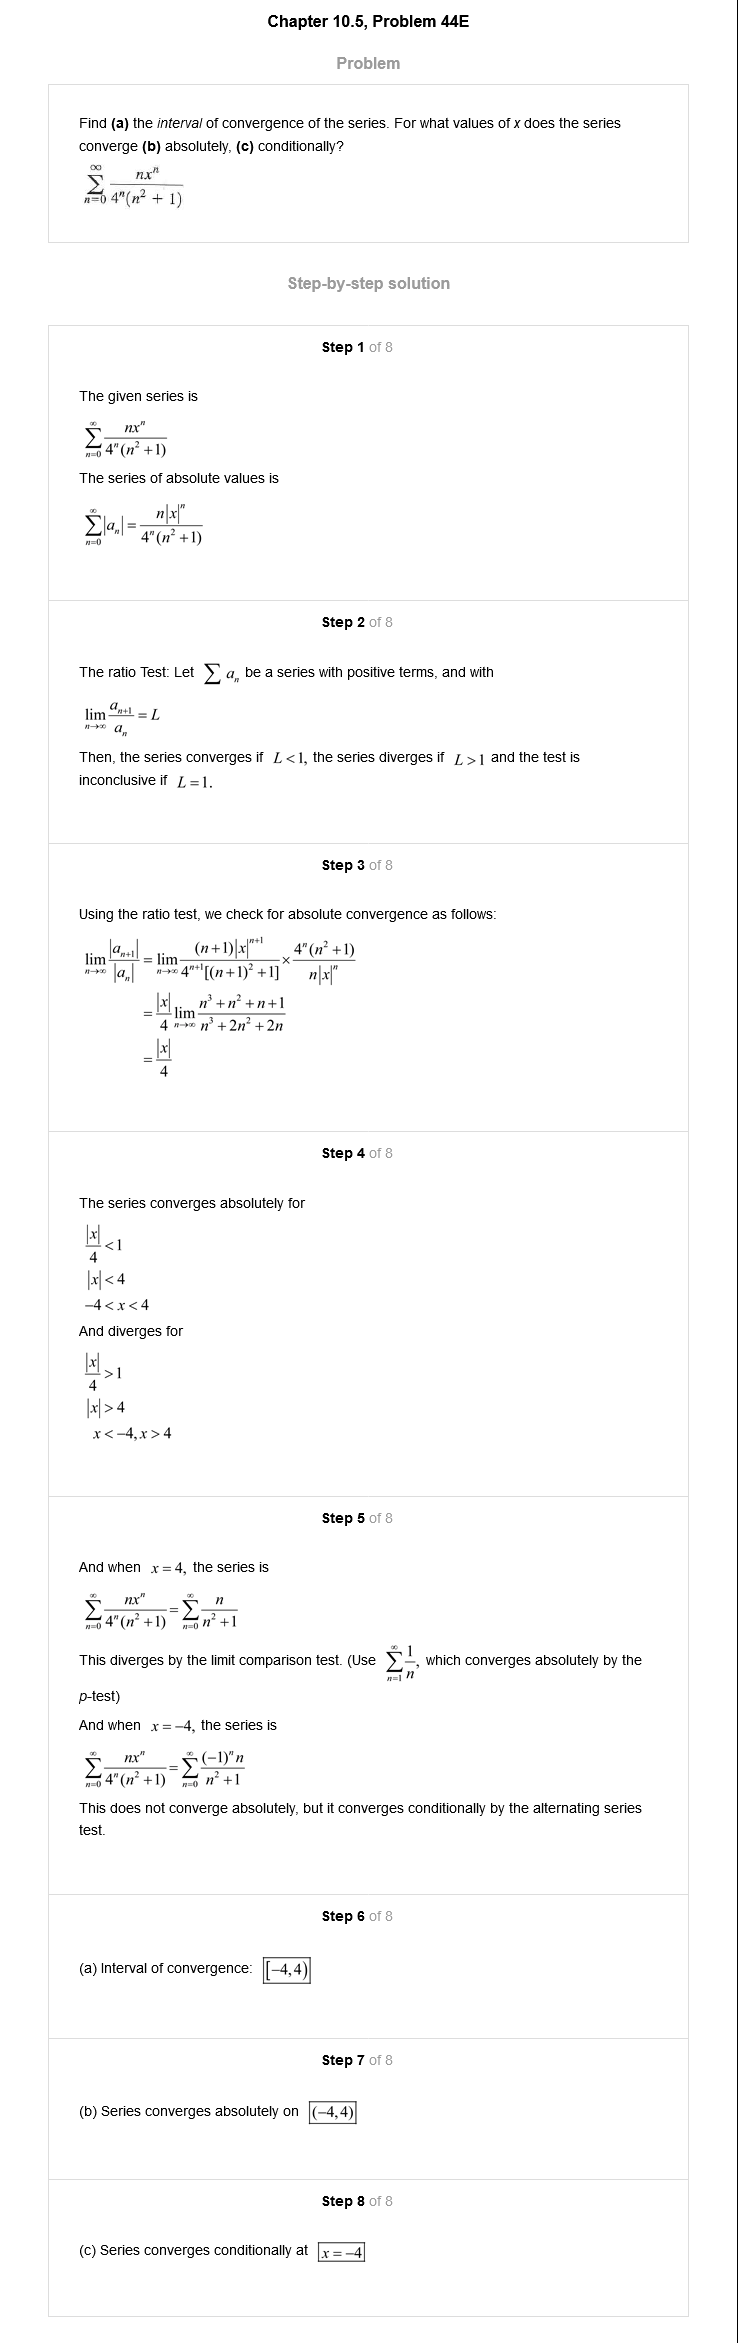 Chapter 10.5, Problem 44E
Problem
Find (a) the interval of convergence of the series. For what values of x does the series
converge (b) absolutely, (c) conditionally?
$\sum_{n=0}^{\infty} \frac{nx^n}{4^n(n^2+1)}$
Step-by-step solution
Step 1 of 8
The given series is
$\sum_{n=0}^{\infty} \frac{nx^n}{4^n(n^2+1)}$
The series of absolute values is
$\sum_{n=0}^{\infty} |a_n| = \frac{n|x|^n}{4^n(n^2+1)}$
Step 2 of 8
The ratio Test: Let $\sum a_n$ be a series with positive terms, and with
$\lim_{n\to\infty} \frac{a_{n+1}}{a_n} = L$
Then, the series converges if $L<1$, the series diverges if $L>1$ and the test is
inconclusive if $L=1$.
Step 3 of 8
Using the ratio test, we check for absolute convergence as follows:
$\lim_{n\to\infty} \frac{|a_{n+1}|}{|a_n|} = \lim_{n\to\infty} \frac{(n+1)|x|^{n+1}}{4^{n+1}[(n+1)^2+1]} \times \frac{4^n(n^2+1)}{n|x|^n}$
$= \frac{|x|}{4} \lim_{n\to\infty} \frac{n^3+n^2+n+1}{n^3+2n^2+2n}$
$= \frac{|x|}{4}$
Step 4 of 8
The series converges absolutely for
$\frac{|x|}{4} < 1$
$|x| < 4$
$-4 < x < 4$
And diverges for
$\frac{|x|}{4} > 1$
$|x| > 4$
$x < -4, x > 4$
Step 5 of 8
And when $x = 4$, the series is
$\sum_{n=0}^{\infty} \frac{nx^n}{4^n(n^2+1)} = \sum_{n=0}^{\infty} \frac{n}{n^2+1}$
This diverges by the limit comparison test. (Use $\sum_{n=1}^{\infty} \frac{1}{n}$, which converges absolutely by the
p-test)
And when $x = -4$, the series is
$\sum_{n=0}^{\infty} \frac{nx^n}{4^n(n^2+1)} = \sum_{n=0}^{\infty} \frac{(-1)^n n}{n^2+1}$
This does not converge absolutely, but it converges conditionally by the alternating series
test.
Step 6 of 8
(a) Interval of convergence: $[-4,4)$
Step 7 of 8
(b) Series converges absolutely on $(-4,4)$
Step 8 of 8
(c) Series converges conditionally at $x=-4$